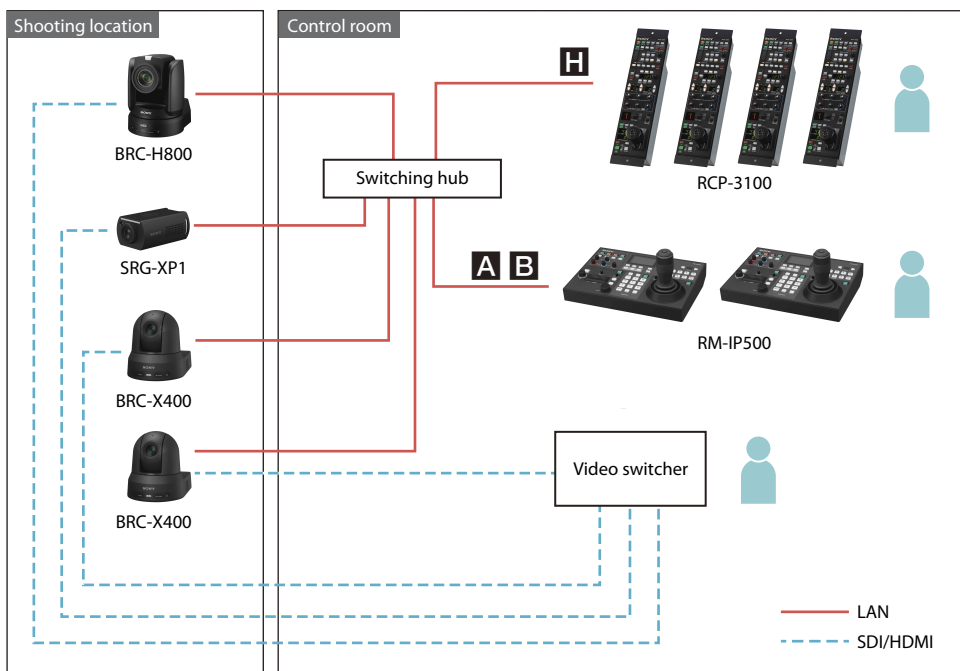 Shooting location
Control room
H
BRC-H800
Switching hub
RCP-3100
SRG-XP1
A B
RM-IP500
BRC-X400
Video switcher
BRC-X400
LAN
SDI/HDMI